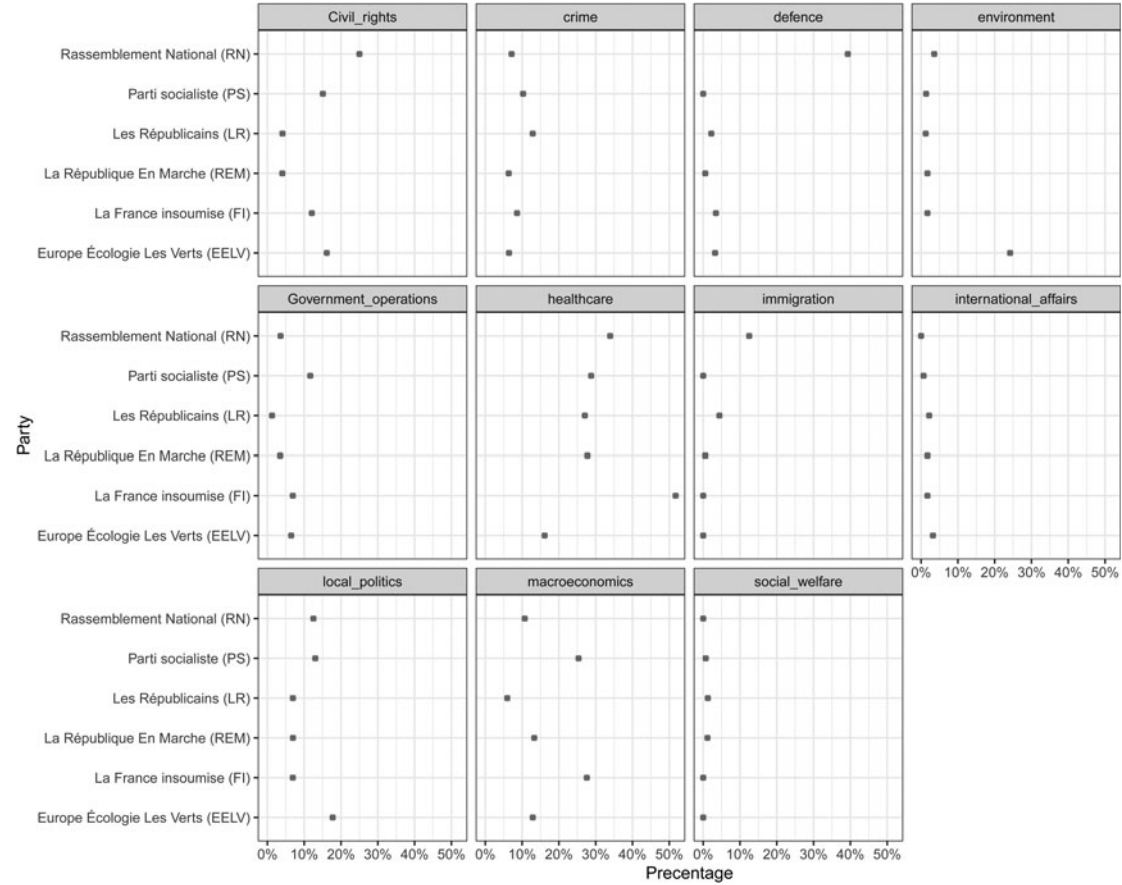 Civil_rights crime defence environment
Rassemblement National (RN)
Parti socialiste (PS)
Les Républicains (LR)
La République En Marche (REM)
La France insoumise (FI)
Europe Écologie Les Verts (EELV)
Government_operations healthcare immigration international_affairs
Rassemblement National (RN)
Parti socialiste (PS)
Les Républicains (LR)
La République En Marche (REM)
La France insoumise (FI)
Europe Écologie Les Verts (EELV)
Party
0% 10% 20% 30% 40% 50%
local_politics macroeconomics social_welfare
Rassemblement National (RN)
Parti socialiste (PS)
Les Républicains (LR)
La République En Marche (REM)
La France insoumise (FI)
Europe Écologie Les Verts (EELV)
0% 10% 20% 30% 40% 50% 0% 10% 20% 30% 40% 50% 0% 10% 20% 30% 40% 50%
Precentage